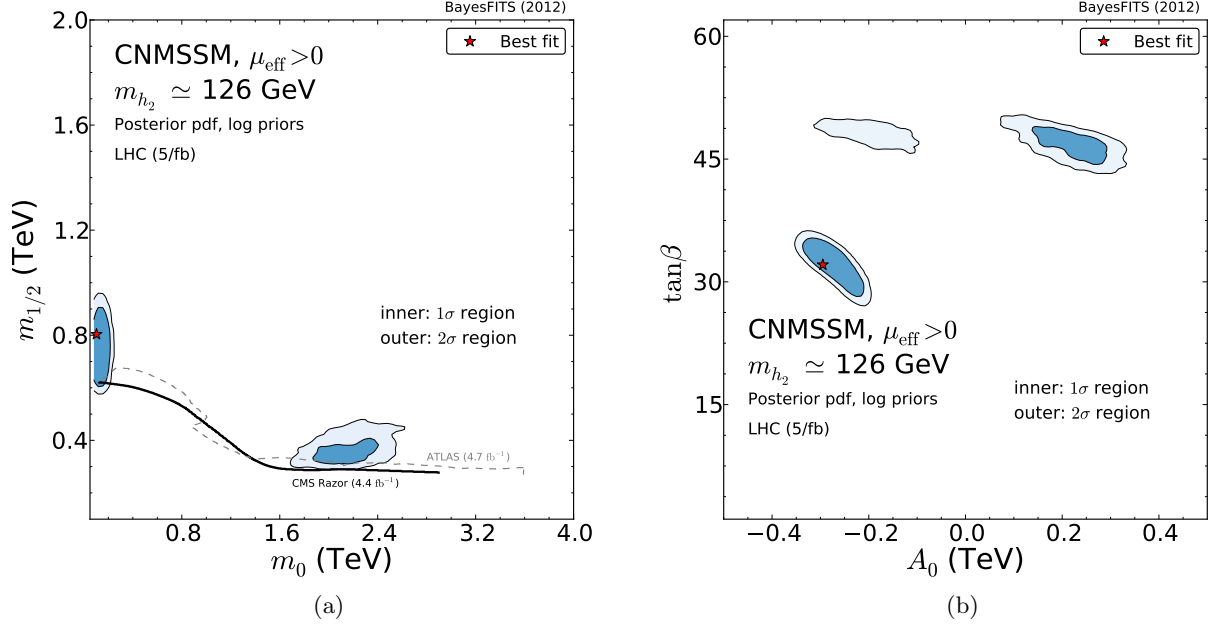 BayesFITS (2012)
Best fit
CNMSSM, μ_eff > 0
m_h₂ ≃ 126 GeV
Posterior pdf, log priors
LHC (5/fb)
inner: 1σ region
outer: 2σ region
ATLAS (4.7 fb⁻¹)
CMS Razor (4.4 fb⁻¹)
2.0
1.6
1.2
0.8
0.4
m₁/₂ (TeV)
0.8 1.6 2.4 3.2 4.0
m₀ (TeV)
(a)
BayesFITS (2012)
Best fit
CNMSSM, μ_eff > 0
m_h₂ ≃ 126 GeV
Posterior pdf, log priors
LHC (5/fb)
inner: 1σ region
outer: 2σ region
60
45
30
15
tanβ
−0.4 −0.2 0.0 0.2 0.4
A₀ (TeV)
(b)